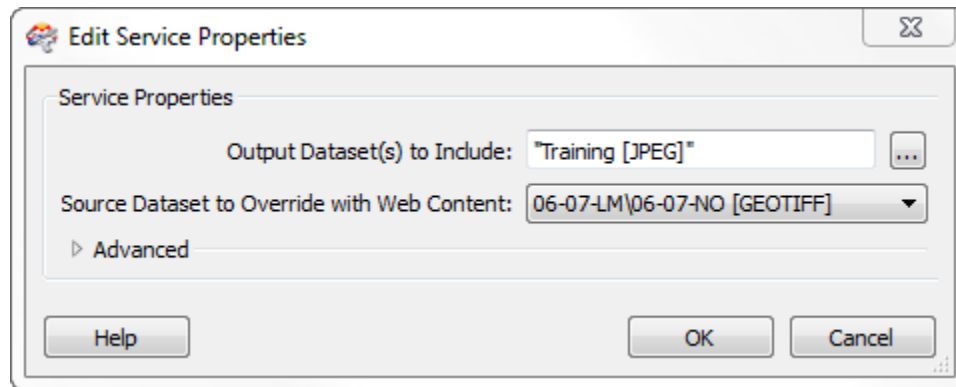 Edit Service Properties
Service Properties
Output Dataset(s) to Include: "Training [JPEG]" ...
Source Dataset to Override with Web Content: 06-07-LM\06-07-NO [GEOTIFF]
Advanced
Help OK Cancel